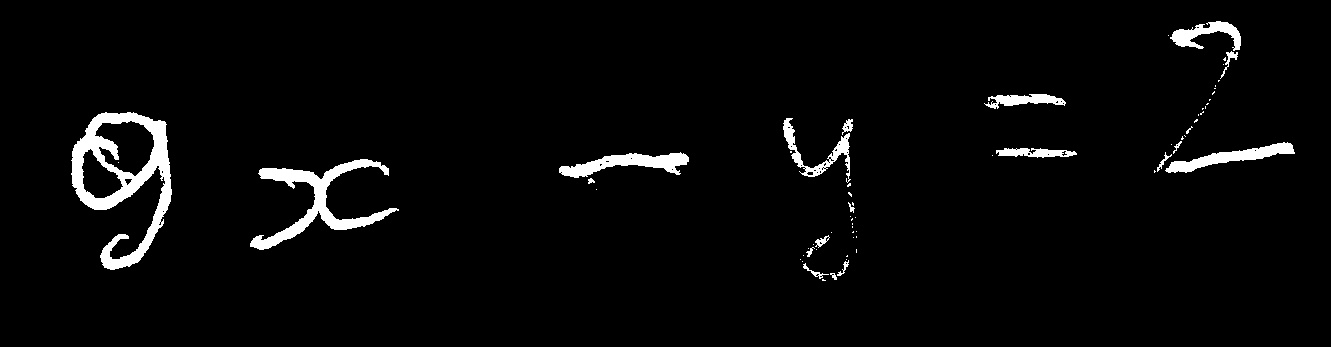 9x - y = 2